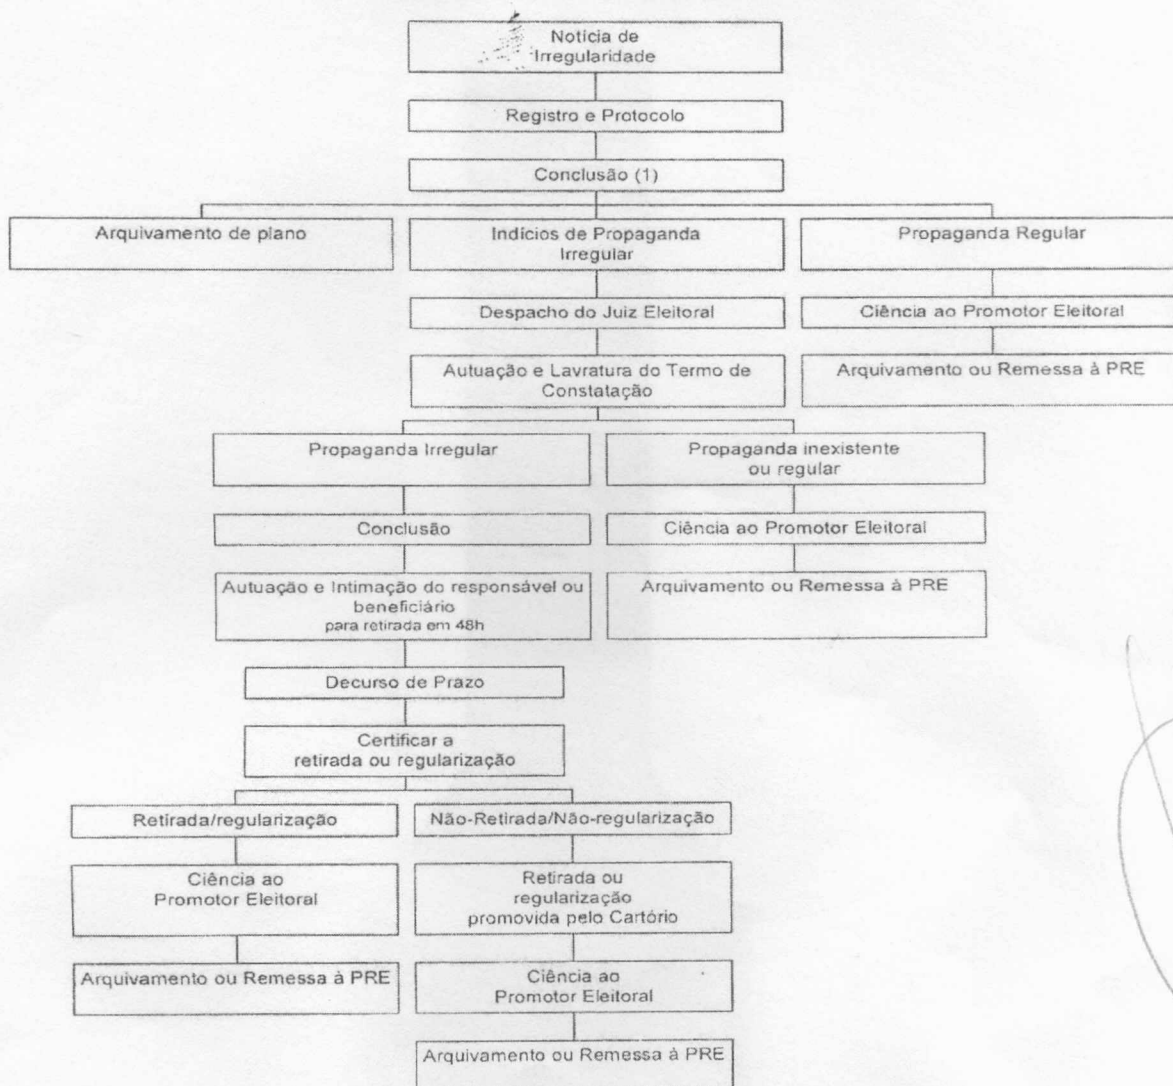 Notícia de
Irregularidade
Registro e Protocolo
Conclusão (1)
Arquivamento de plano
Indícios de Propaganda
Irregular
Propaganda Regular
Despacho do Juiz Eleitoral
Ciência ao Promotor Eleitoral
Autuação e Lavratura do Termo de
Constatação
Arquivamento ou Remessa à PRE
Propaganda Irregular
Propaganda inexistente
ou regular
Conclusão
Ciência ao Promotor Eleitoral
Autuação e Intimação do responsável ou
beneficiário
para retirada em 48h
Arquivamento ou Remessa à PRE
Decurso de Prazo
Certificar a
retirada ou regularização
Retirada/regularização
Não-Retirada/Não-regularização
Ciência ao
Promotor Eleitoral
Retirada ou
regularização
promovida pelo Cartório
Arquivamento ou Remessa à PRE
Ciência ao
Promotor Eleitoral
Arquivamento ou Remessa à PRE